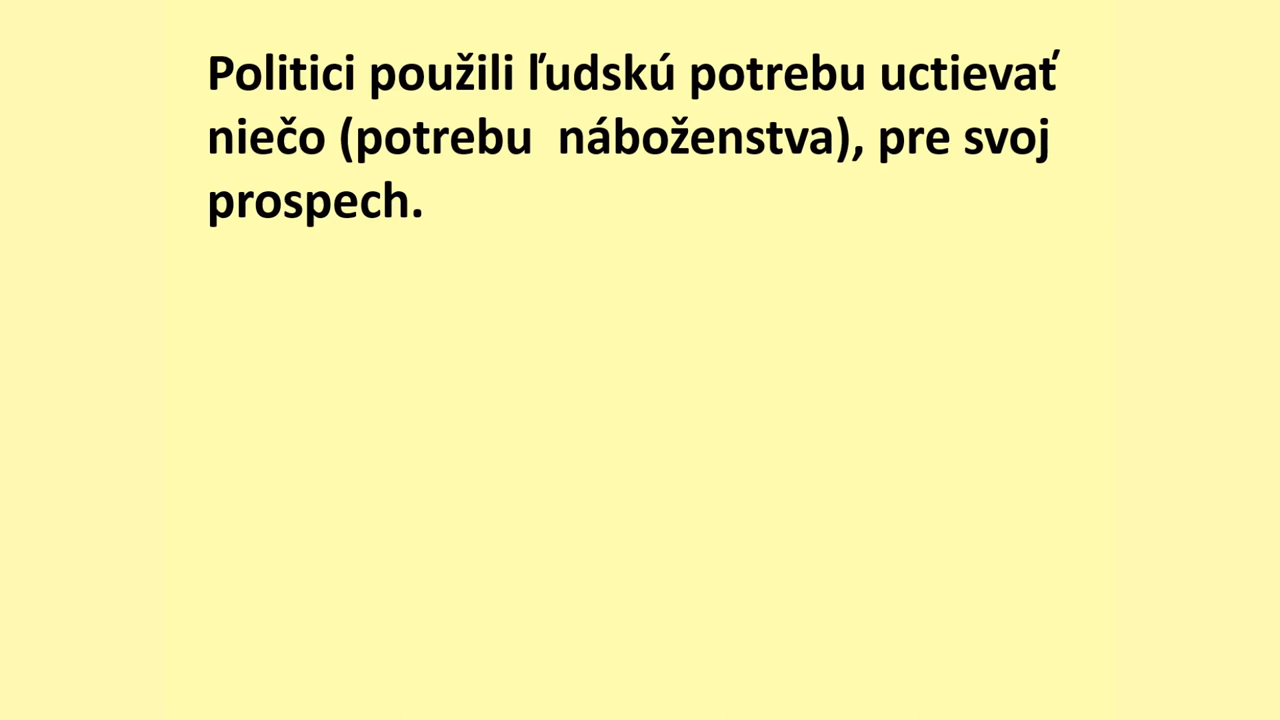 Politici použili ľudskú potrebu uctievať
niečo (potrebu  náboženstva), pre svoj
prospech.